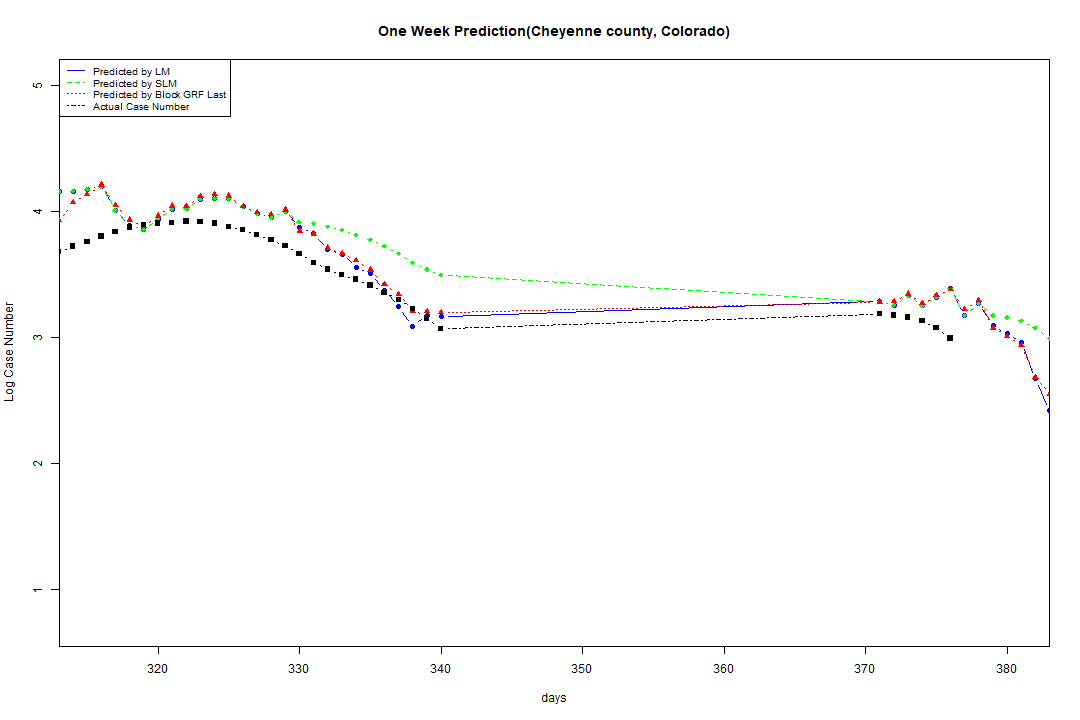 One Week Prediction(Cheyenne county, Colorado)
Predicted by LM
Predicted by SLM
Predicted by Block GRF Last
Actual Case Number
5
4
3
2
1
Log Case Number
320 330 340 350 360 370 380
days